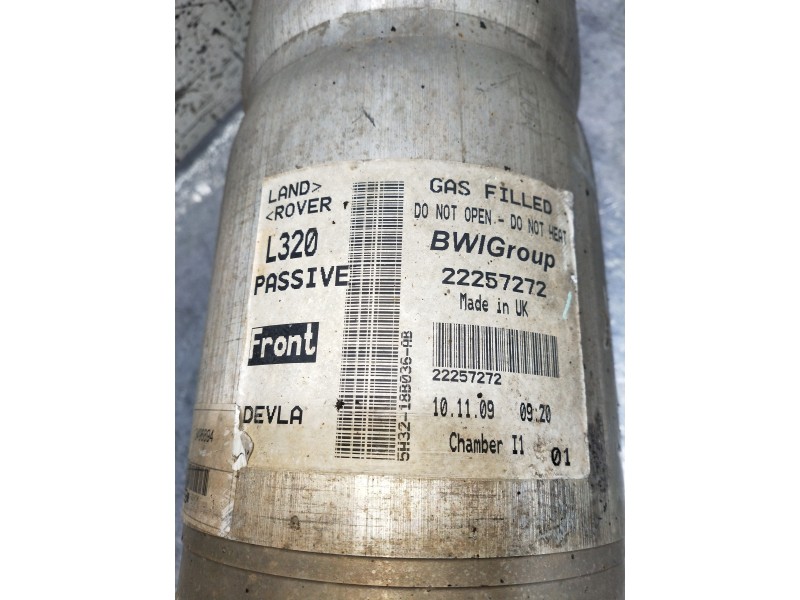 LAND>
<ROVER
L320
PASSIVE
Front
DEVLA
5H32-18B036-AB
GAS FILLED
DO NOT OPEN - DO NOT HEAT
BWIGroup
22257272
Made in UK
22257272
10.11.09 09:20
Chamber I1 01